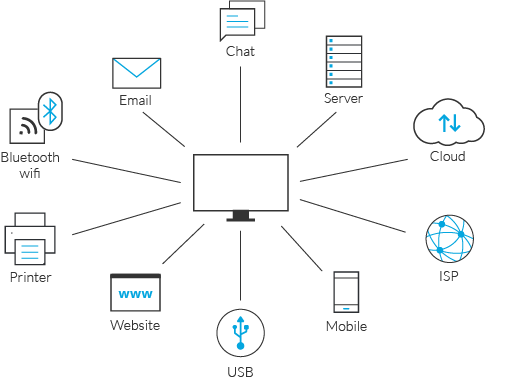 Chat
Email
Server
Bluetooth
wifi
Cloud
Printer
ISP
www
Website
Mobile
USB